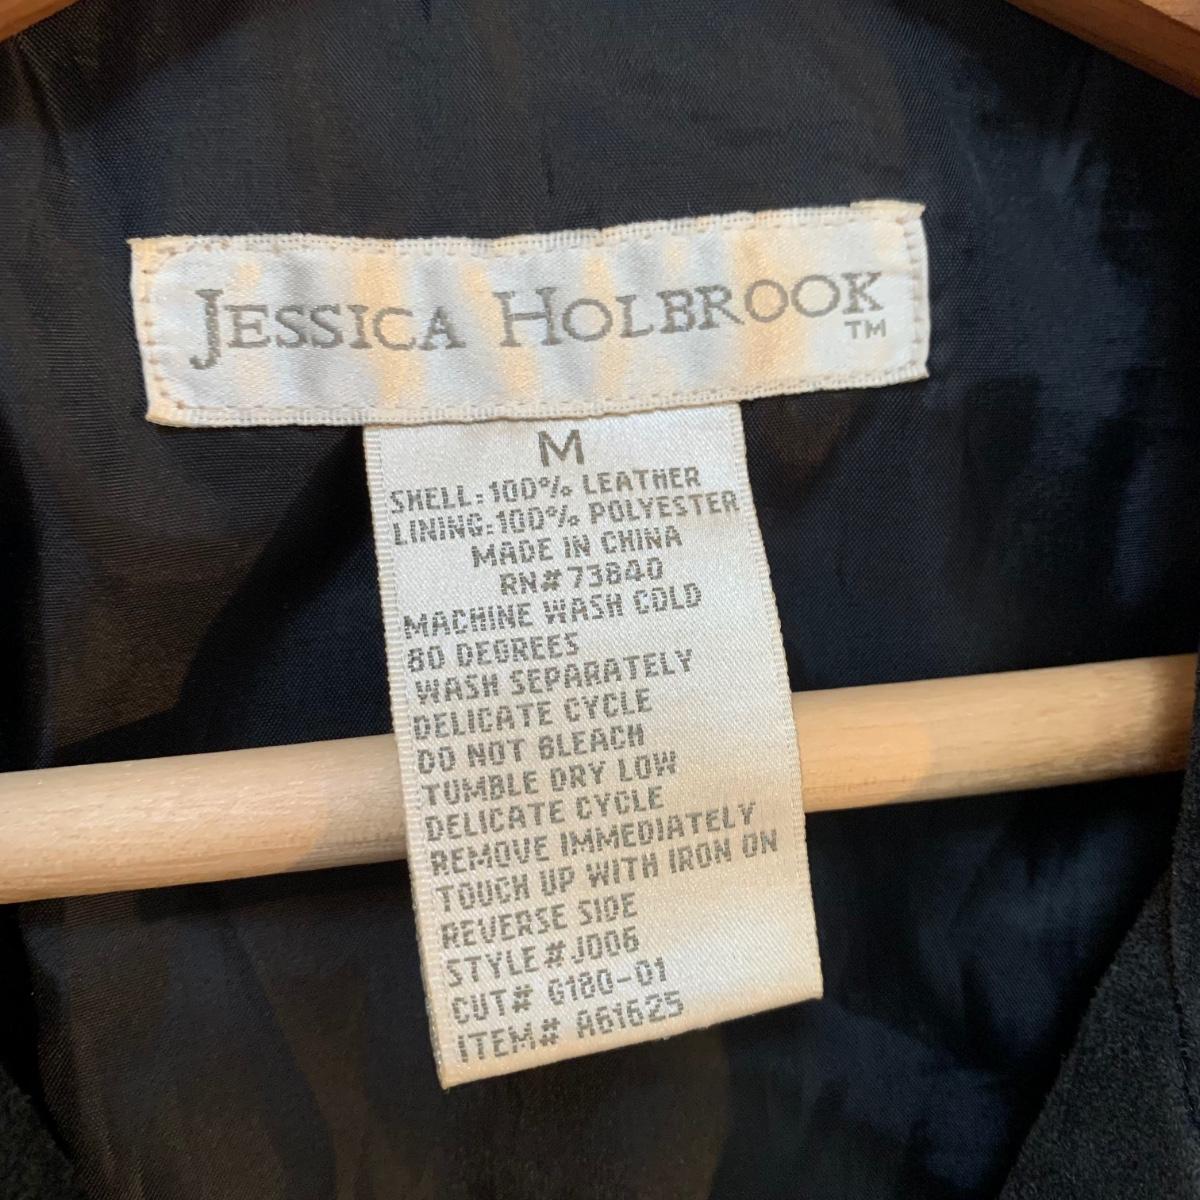 JESSICA HOLBROOK™
M
SHELL:100% LEATHER
LINING:100% POLYESTER
MADE IN CHINA
RN#73840
MACHINE WASH COLD
80 DEGREES
WASH SEPARATELY
DELICATE CYCLE
DO NOT BLEACH
TUMBLE DRY LOW
DELICATE CYCLE
REMOVE IMMEDIATELY
TOUCH UP WITH IRON ON
REVERSE SIDE
STYLE#J006
CUT# G180-01
ITEM# A61625